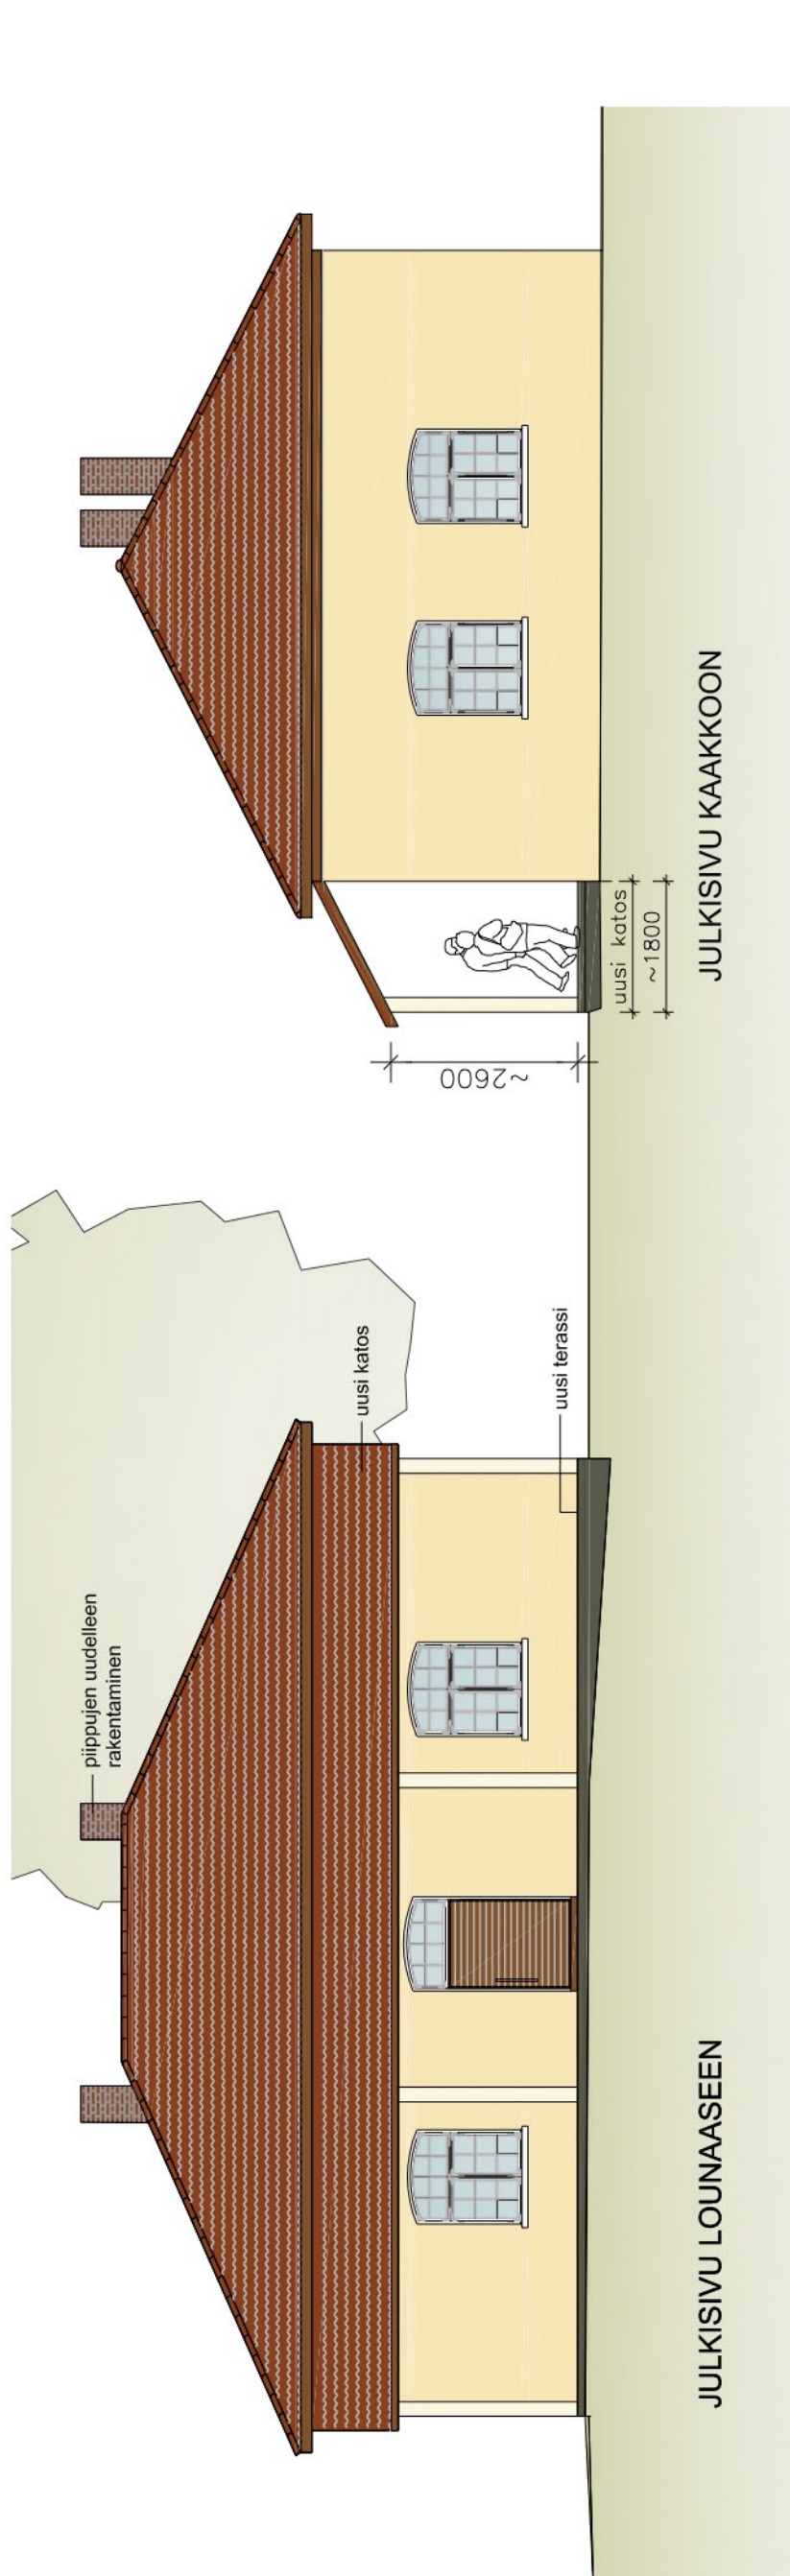 piippujen uudelleen
rakentaminen
uusi katos
uusi terassi
JULKISIVU LOUNAASEEN
~2600
uusi katos
~1800
JULKISIVU KAAKKOON